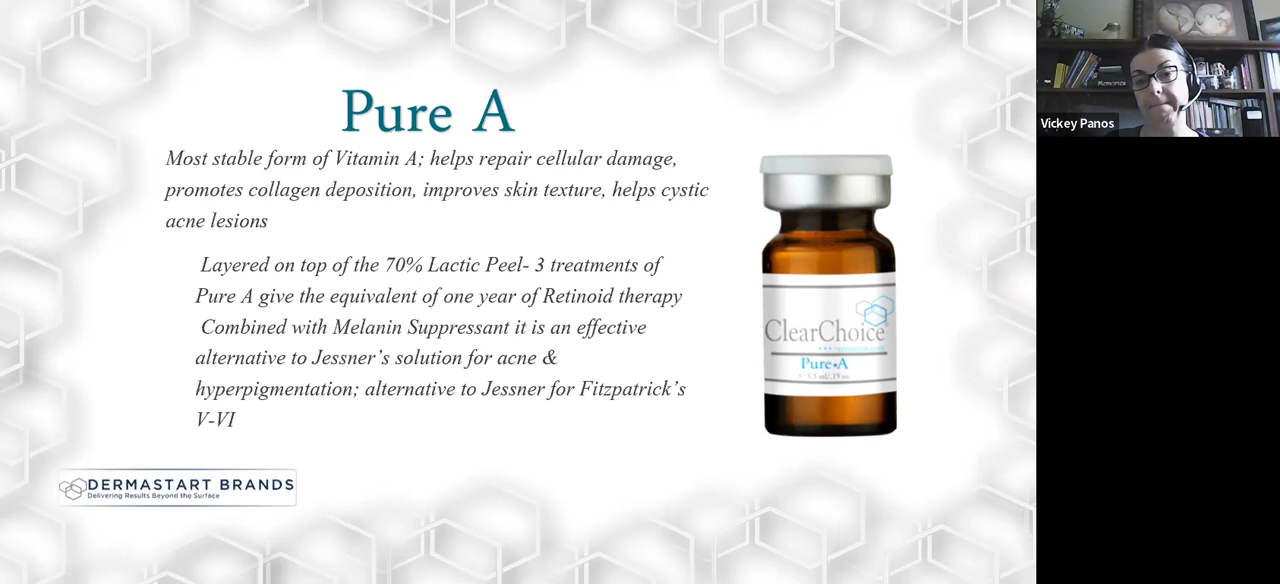 Pure A
Most stable form of Vitamin A; helps repair cellular damage,
promotes collagen deposition, improves skin texture, helps cystic
acne lesions
Layered on top of the 70% Lactic Peel- 3 treatments of
Pure A give the equivalent of one year of Retinoid therapy
Combined with Melanin Suppressant it is an effective
alternative to Jessner’s solution for acne &
hyperpigmentation; alternative to Jessner for Fitzpatrick’s
V-VI
ClearChoice
Pure•A
DERMASTART BRANDS
Delivering Results Beyond the Surface
Memories
Vickey Panos